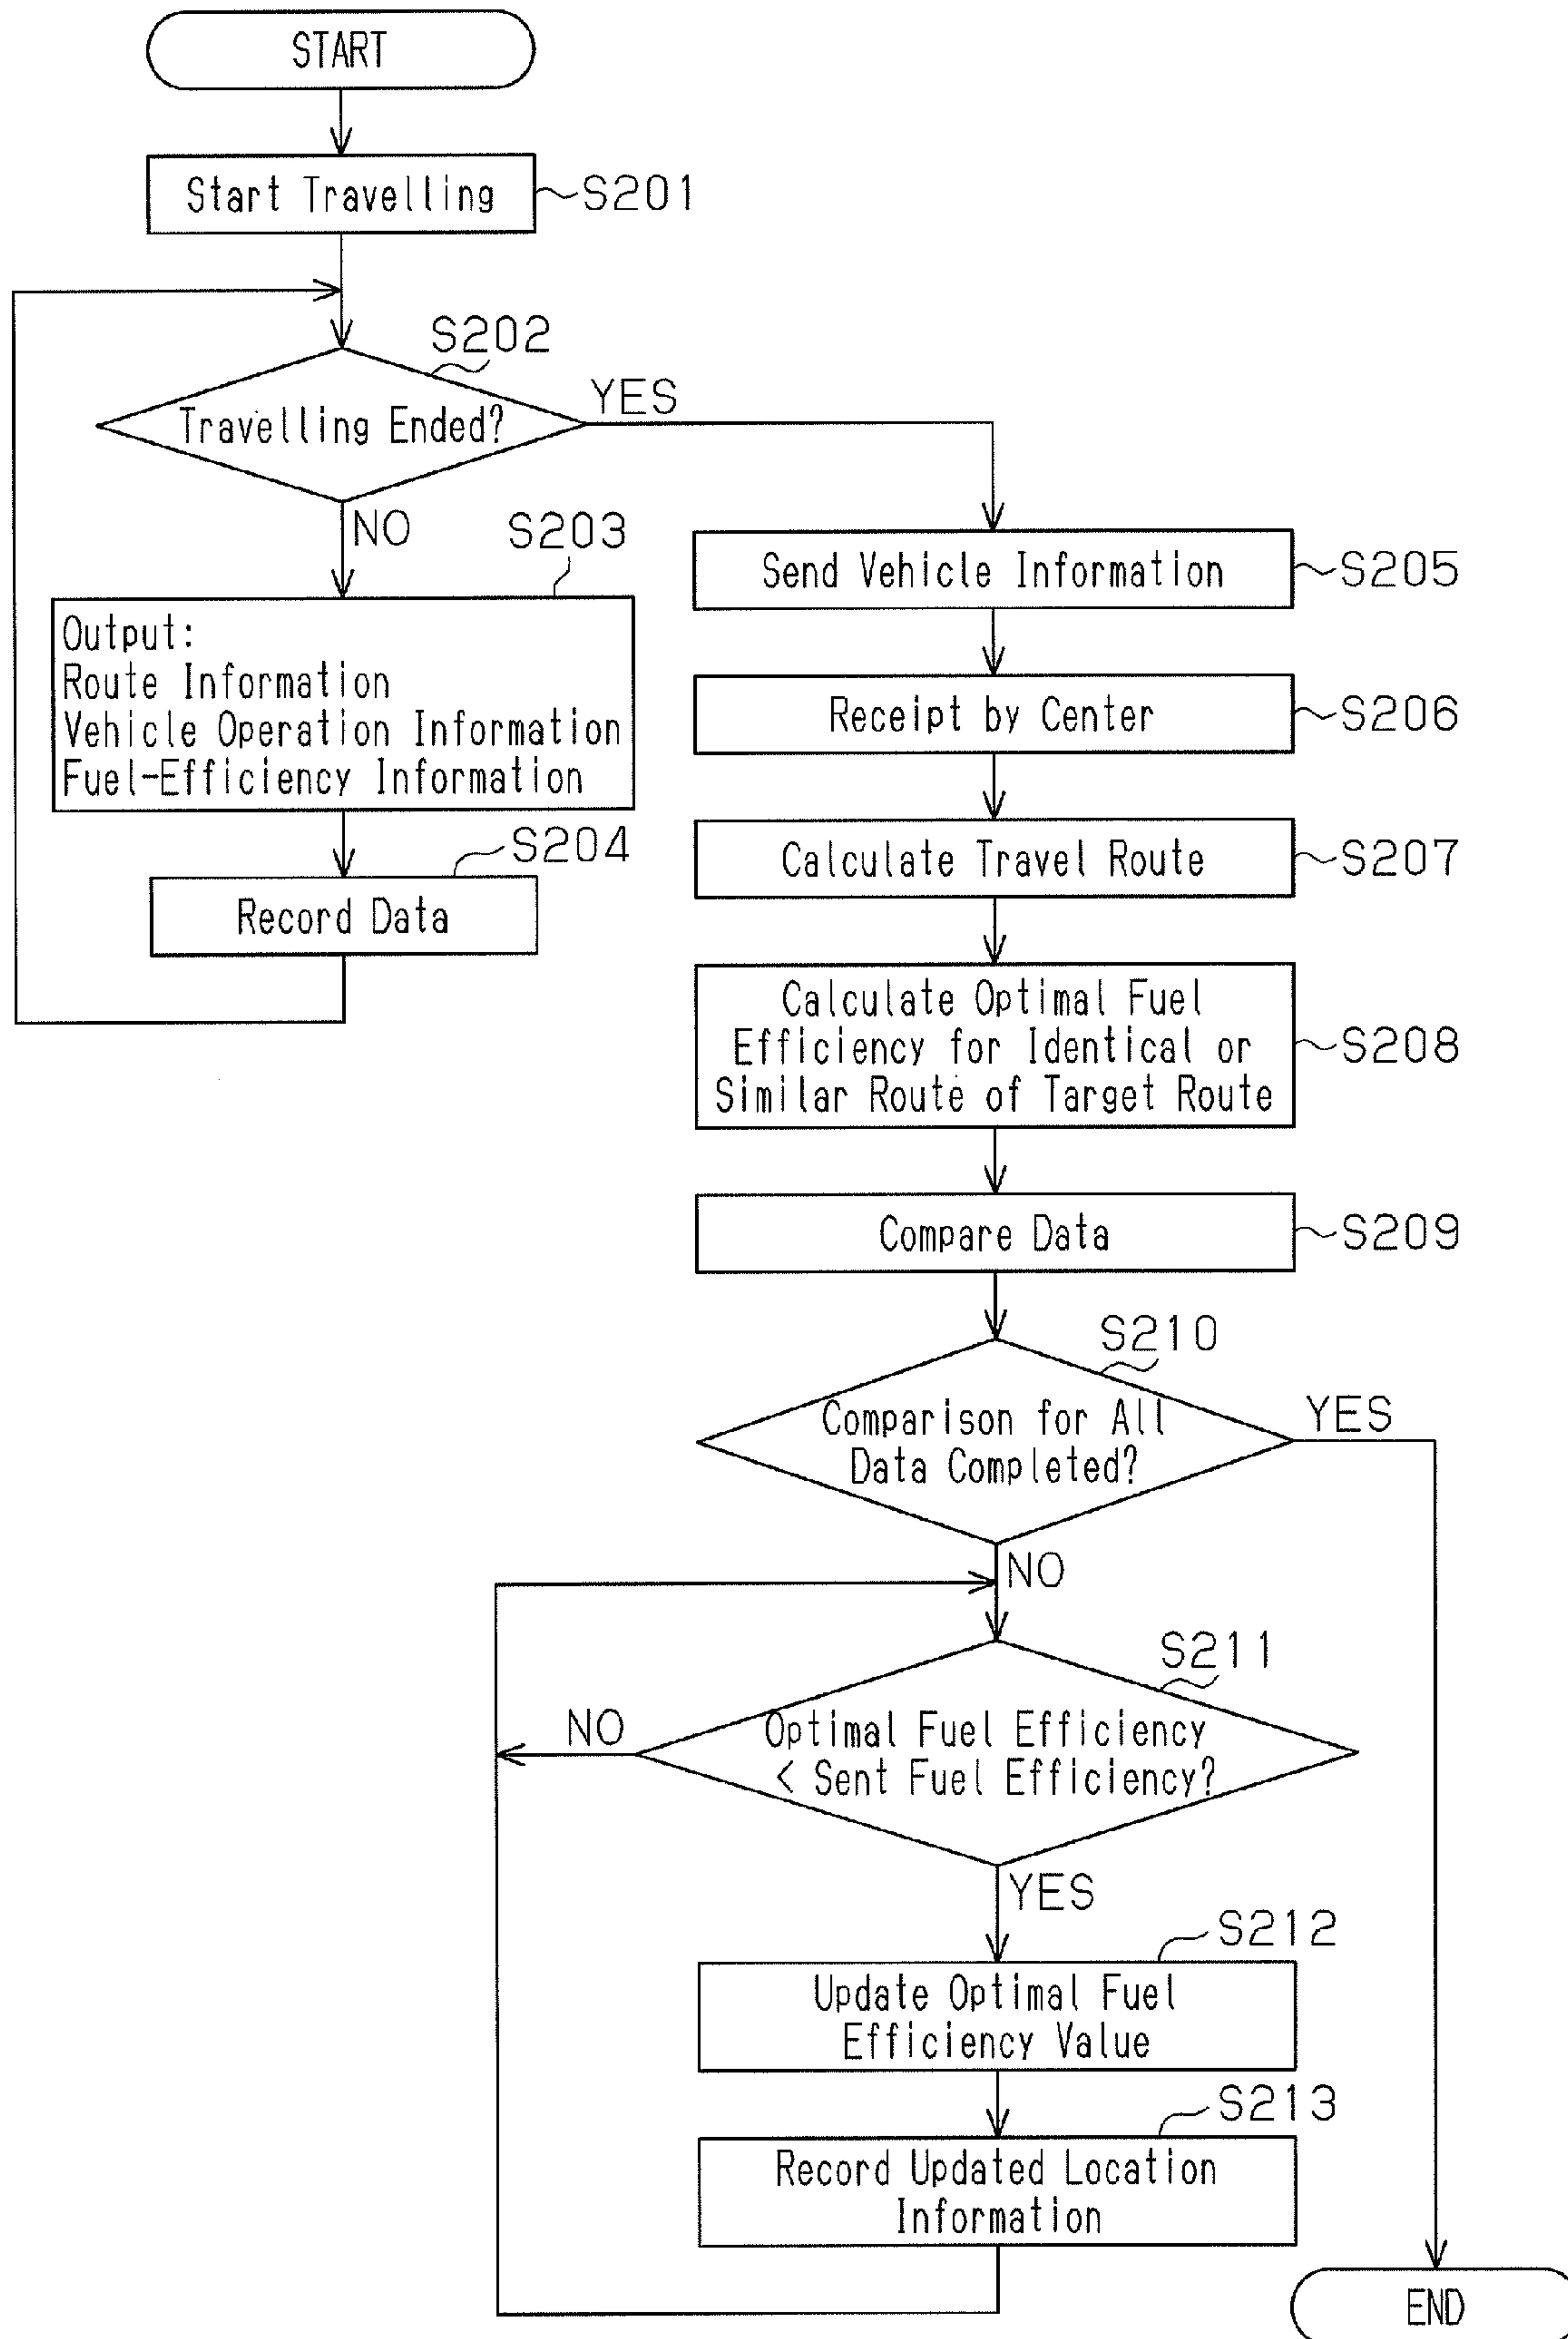 START
Start Travelling
S201
S202
Travelling Ended?
YES
NO
S203
Output:
Route Information
Vehicle Operation Information
Fuel-Efficiency Information
S204
Record Data
Send Vehicle Information
S205
Receipt by Center
S206
Calculate Travel Route
S207
Calculate Optimal Fuel
Efficiency for Identical or
Similar Route of Target Route
S208
Compare Data
S209
S210
Comparison for All
Data Completed?
YES
NO
S211
Optimal Fuel Efficiency
< Sent Fuel Efficiency?
NO
YES
S212
Update Optimal Fuel
Efficiency Value
S213
Record Updated Location
Information
END